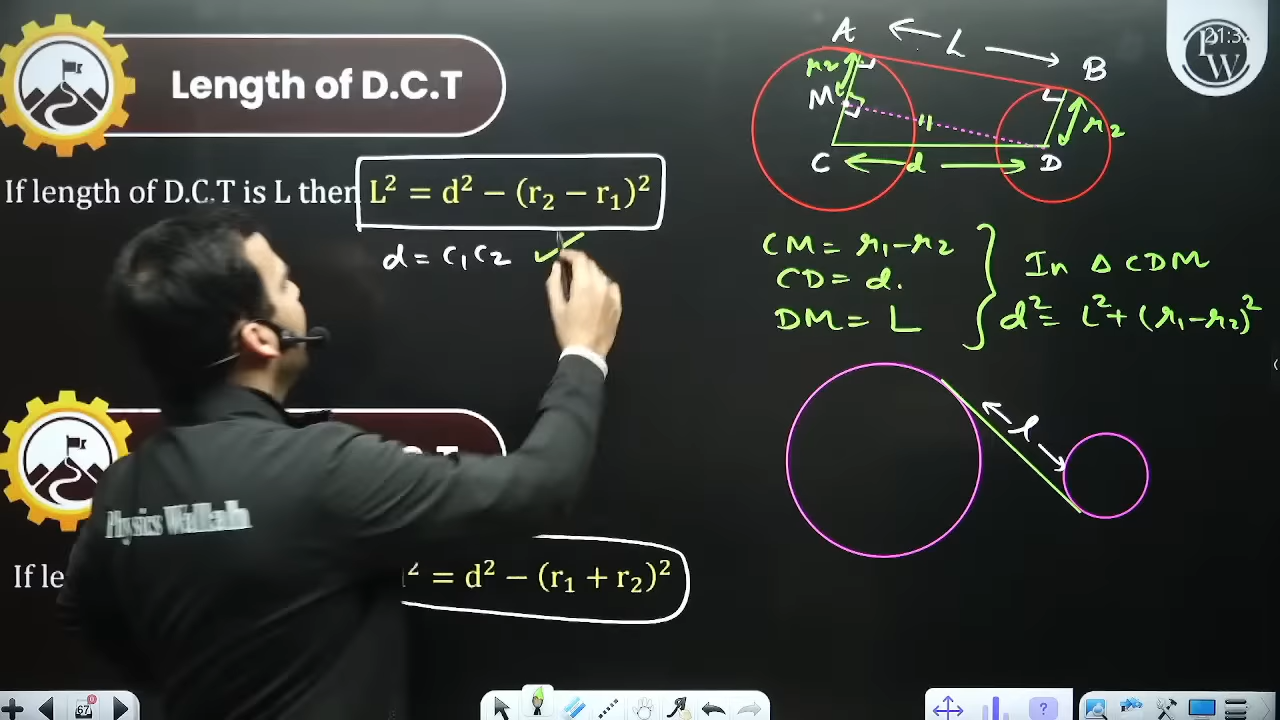 Length of D.C.T
If length of D.C.T is L then L² = d² − (r₂ − r₁)²
d = C₁C₂
Physics Wallah
If le
² = d² − (r₁ + r₂)²
A
L
B
r₂
M
r₂
C
d
D
CM = r₁-r₂
CD = d.
DM = L
In Δ CDM
d² = L² + (r₁-r₂)²
l
PW
67